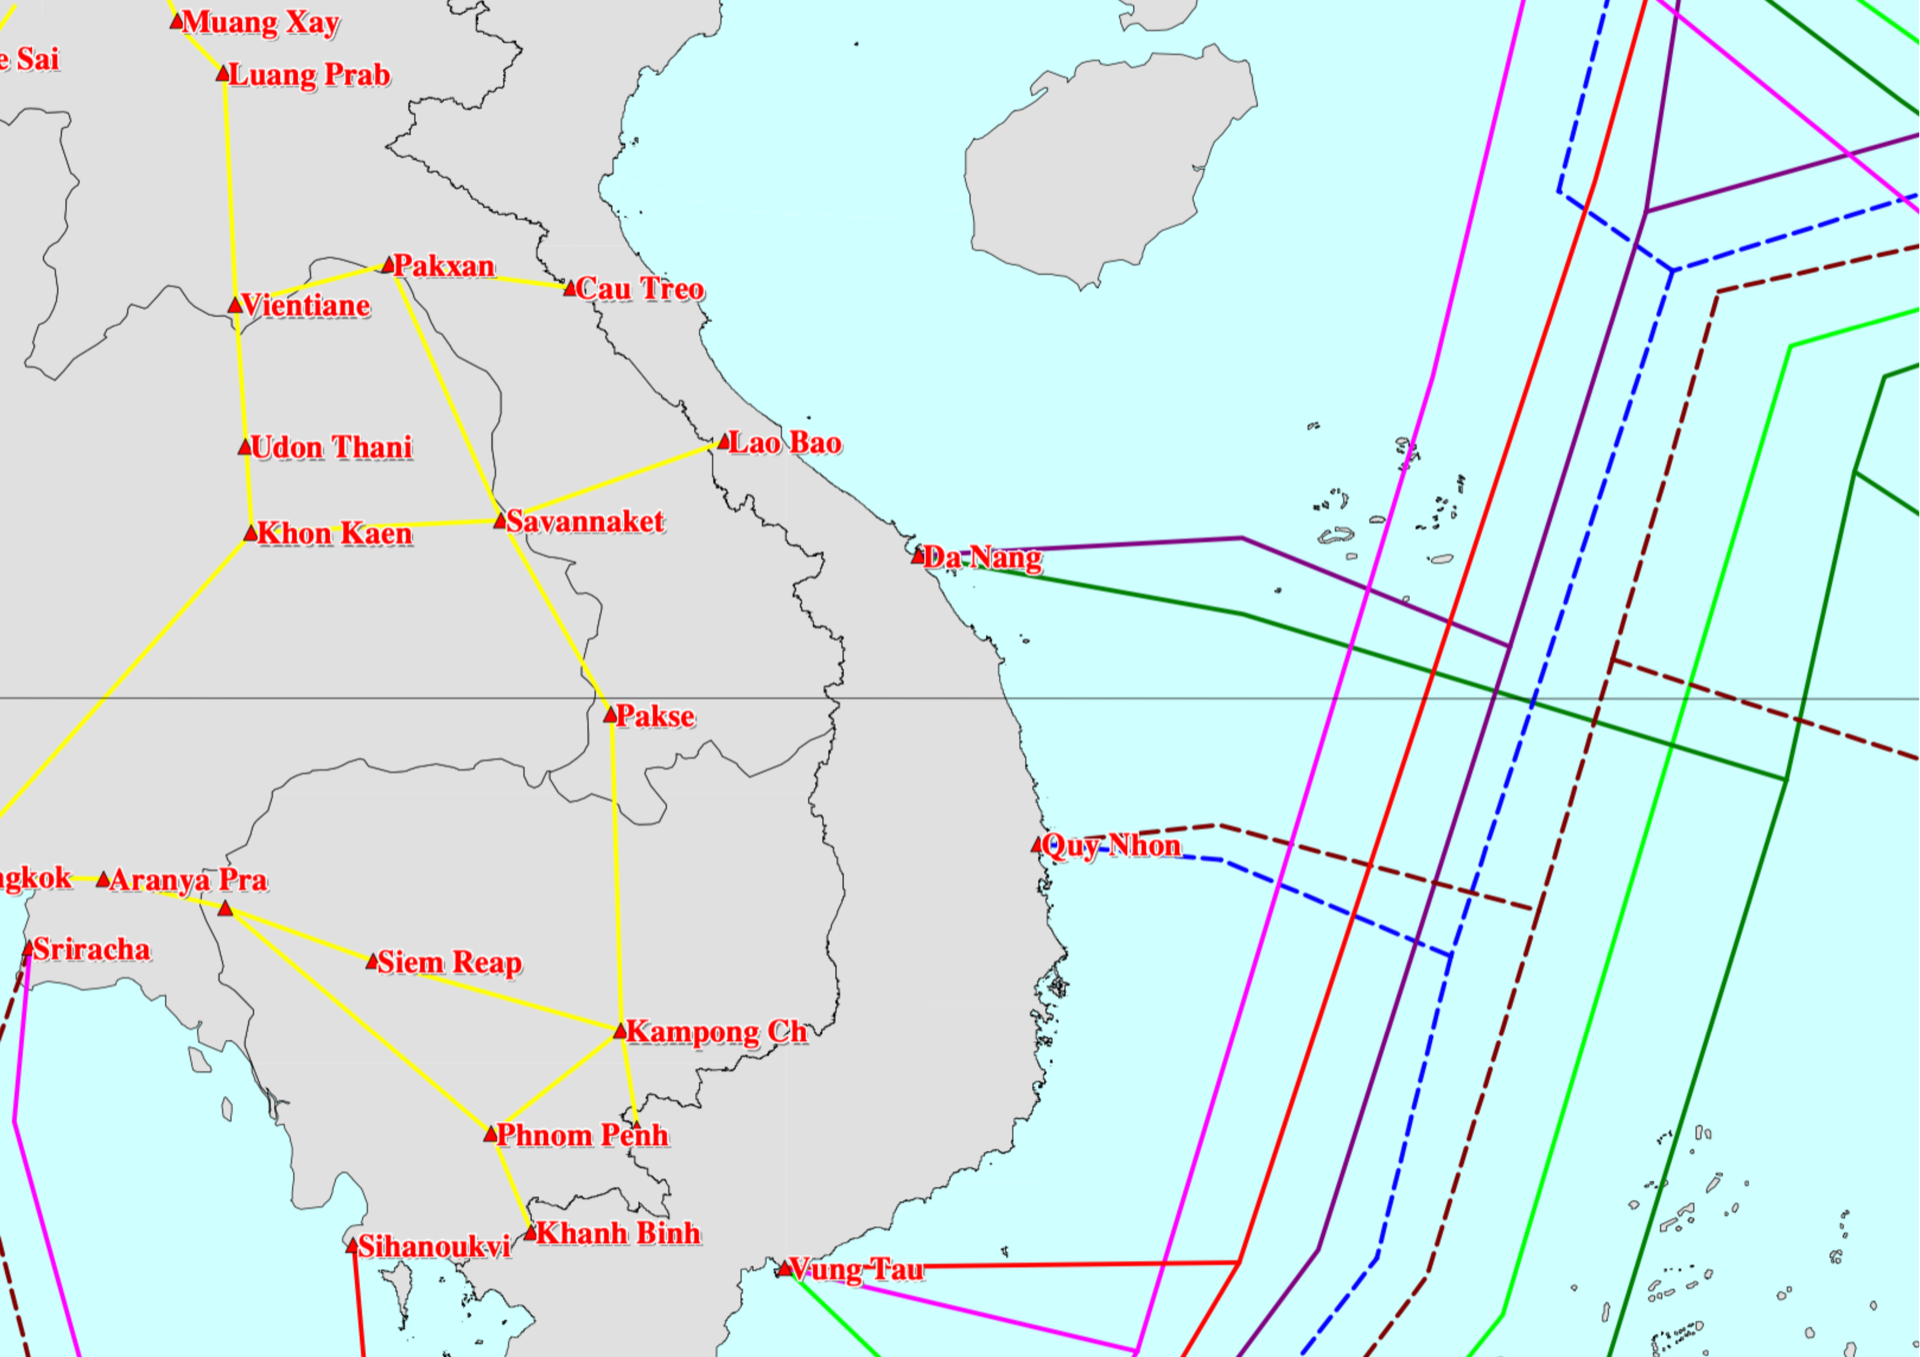 Muang Xay
e Sai
Luang Prab
Pakxan
Cau Treo
Vientiane
Udon Thani
Lao Bao
Savannaket
Khon Kaen
Da Nang
Pakse
Quy Nhon
ngkok
Aranya Pra
Sriracha
Siem Reap
Kampong Ch
Phnom Penh
Khanh Binh
Sihanoukvi
Vung Tau